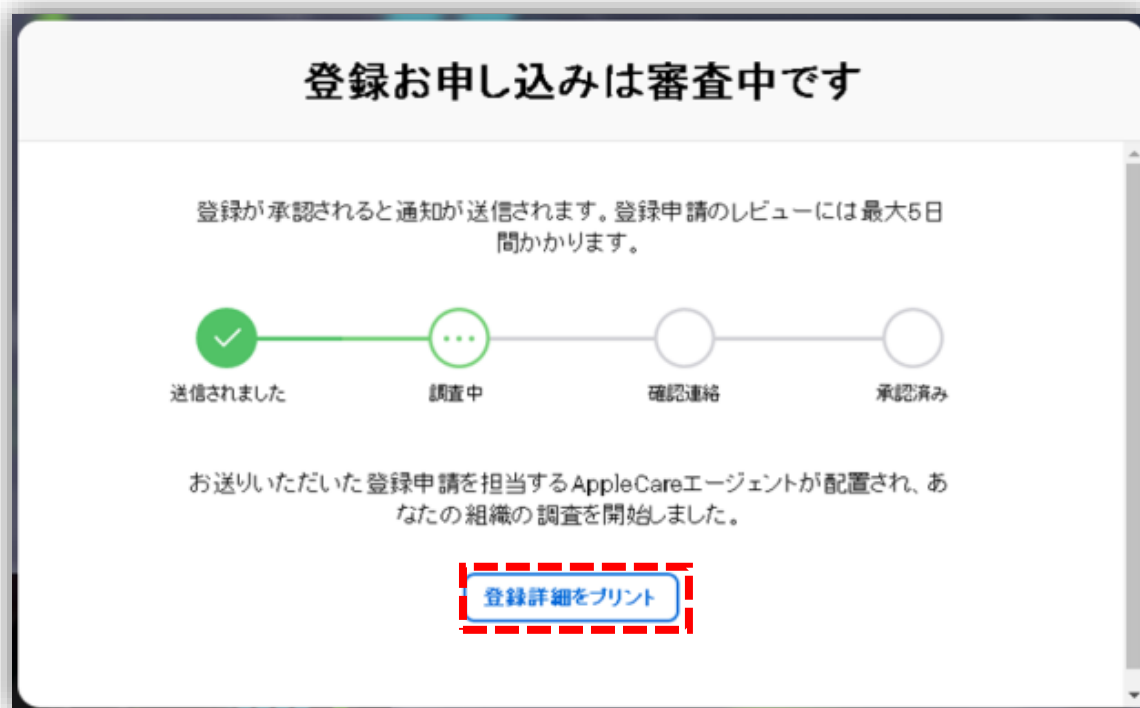 登録お申し込みは審査中です
登録が承認されると通知が送信されます。登録申請のレビューには最大5日
間かかります。
送信されました
調査中
確認連絡
承認済み
お送りいただいた登録申請を担当するAppleCareエージェントが配置され、あ
なたの組織の調査を開始しました。
登録詳細をプリント